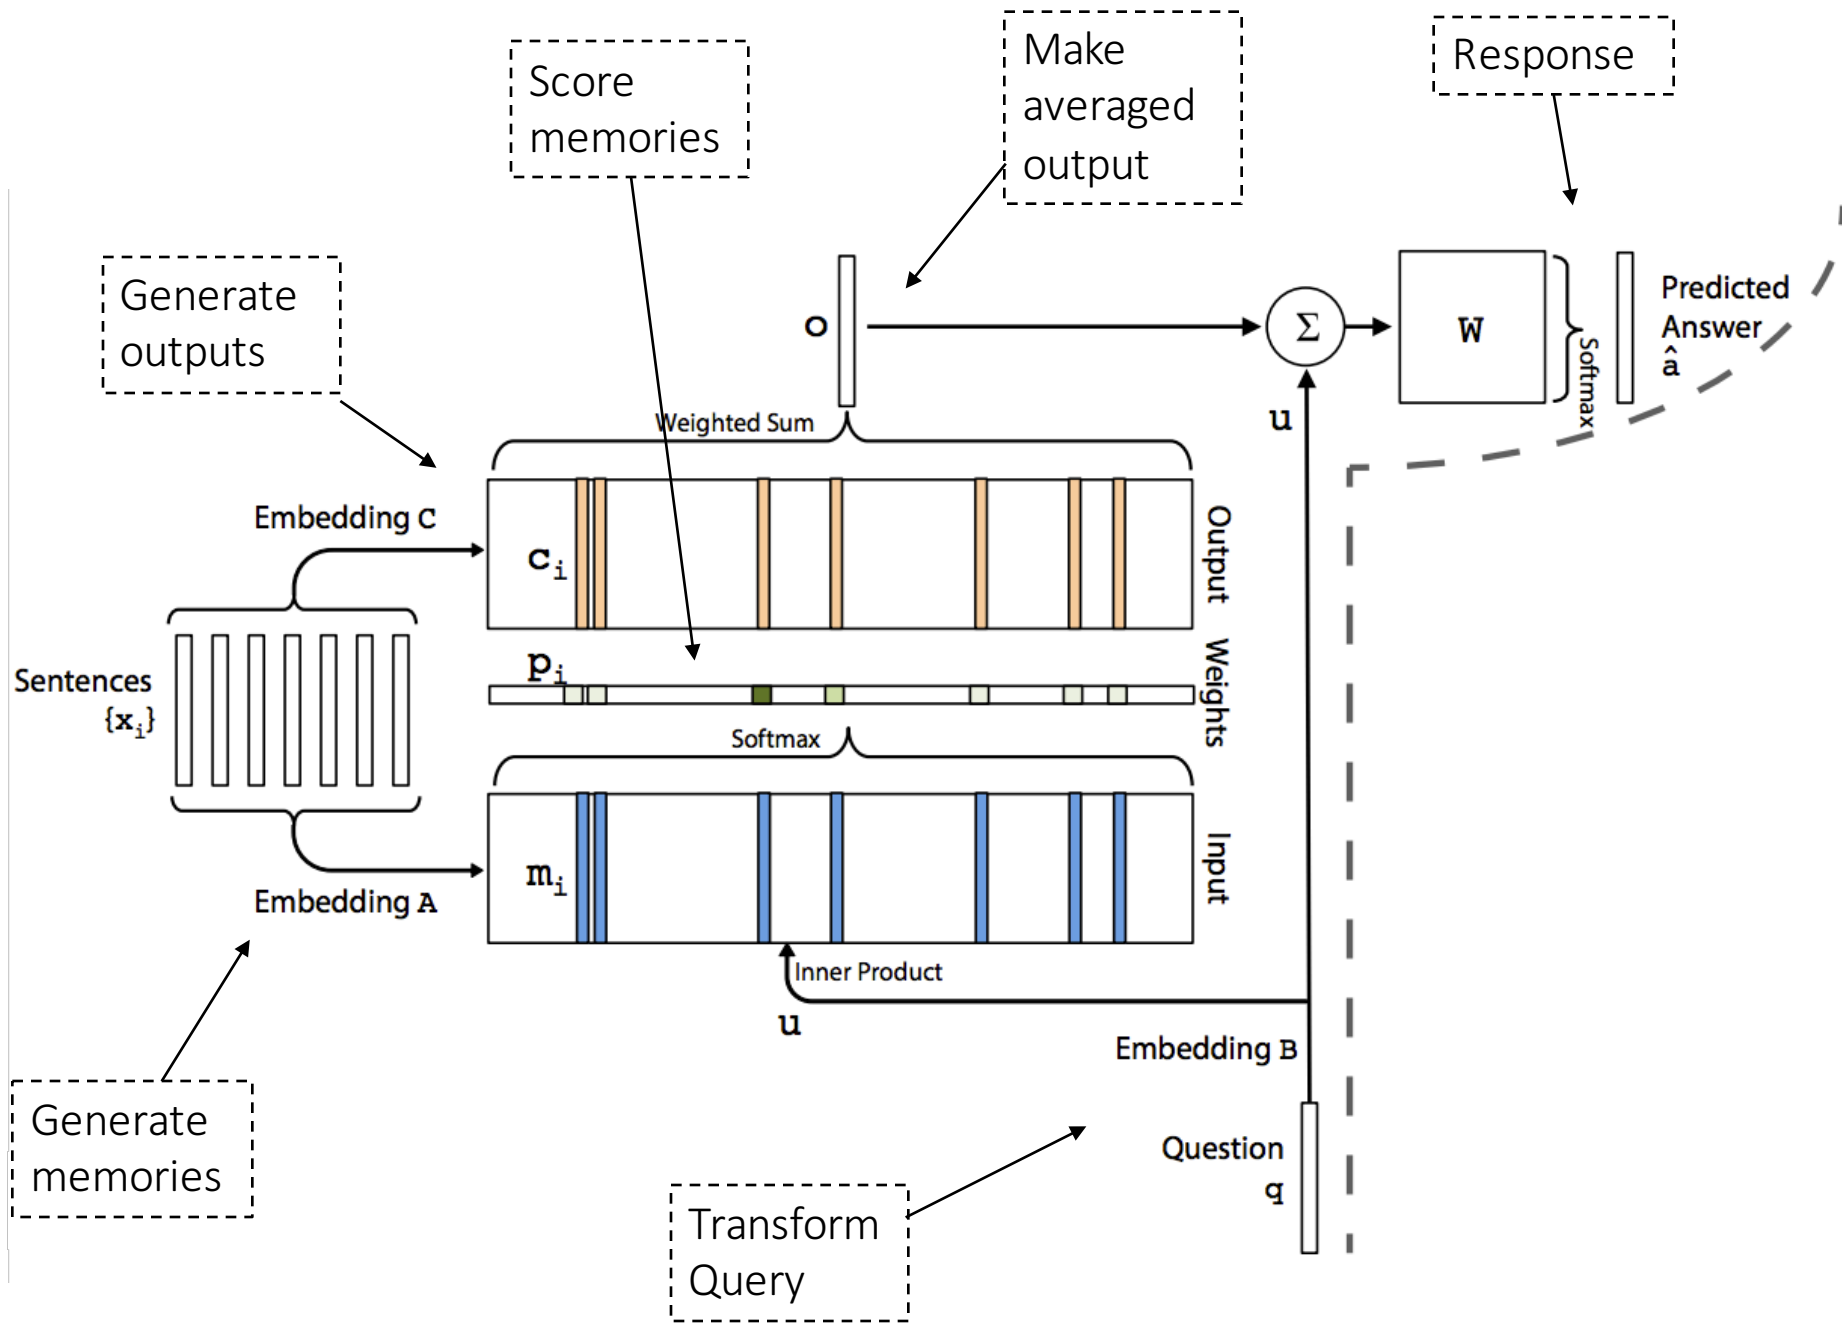 Score
memories
Make
averaged
output
Response
Generate
outputs
o
Σ
W
Softmax
Predicted
Answer
â
Weighted Sum
u
Embedding C
c_i
Output
Sentences
{x_i}
p_i
Weights
Softmax
m_i
Input
Embedding A
Inner Product
u
Embedding B
Generate
memories
Question
q
Transform
Query